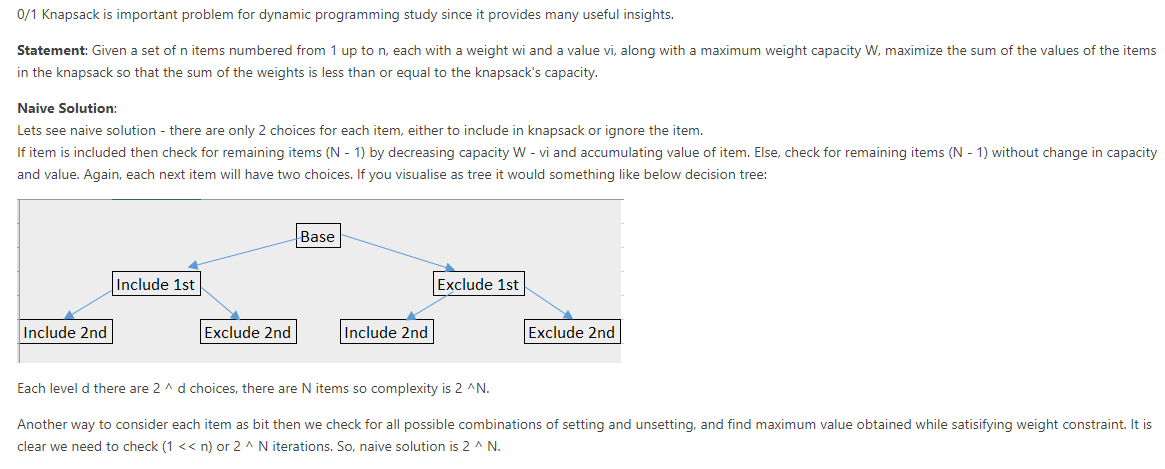 0/1 Knapsack is important problem for dynamic programming study since it provides many useful insights.
Statement: Given a set of n items numbered from 1 up to n, each with a weight wi and a value vi, along with a maximum weight capacity W, maximize the sum of the values of the items
in the knapsack so that the sum of the weights is less than or equal to the knapsack's capacity.
Naive Solution:
Lets see naive solution - there are only 2 choices for each item, either to include in knapsack or ignore the item.
If item is included then check for remaining items (N - 1) by decreasing capacity W - vi and accumulating value of item. Else, check for remaining items (N - 1) without change in capacity
and value. Again, each next item will have two choices. If you visualise as tree it would something like below decision tree:
Base
Include 1st
Exclude 1st
Include 2nd
Exclude 2nd
Include 2nd
Exclude 2nd
Each level d there are 2 ^ d choices, there are N items so complexity is 2 ^N.
Another way to consider each item as bit then we check for all possible combinations of setting and unsetting, and find maximum value obtained while satisifying weight constraint. It is
clear we need to check (1 << n) or 2 ^ N iterations. So, naive solution is 2 ^ N.